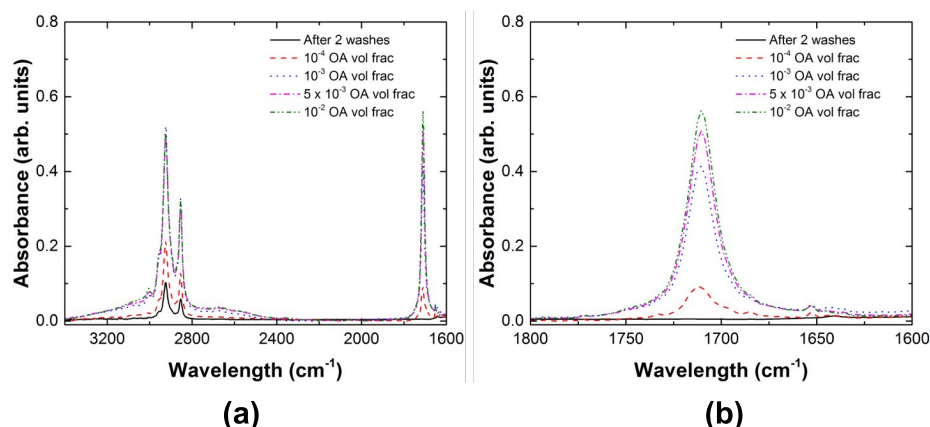 0.8
0.6
0.4
0.2
0.0
Absorbance (arb. units)
After 2 washes
10⁻⁴ OA vol frac
10⁻³ OA vol frac
5 x 10⁻³ OA vol frac
10⁻² OA vol frac
3200 2800 2400 2000 1600
Wavelength (cm⁻¹)
(a)
0.8
0.6
0.4
0.2
0.0
Absorbance (arb. units)
After 2 washes
10⁻⁴ OA vol frac
10⁻³ OA vol frac
5 x 10⁻³ OA vol frac
10⁻² OA vol frac
1800 1750 1700 1650 1600
Wavelength (cm⁻¹)
(b)